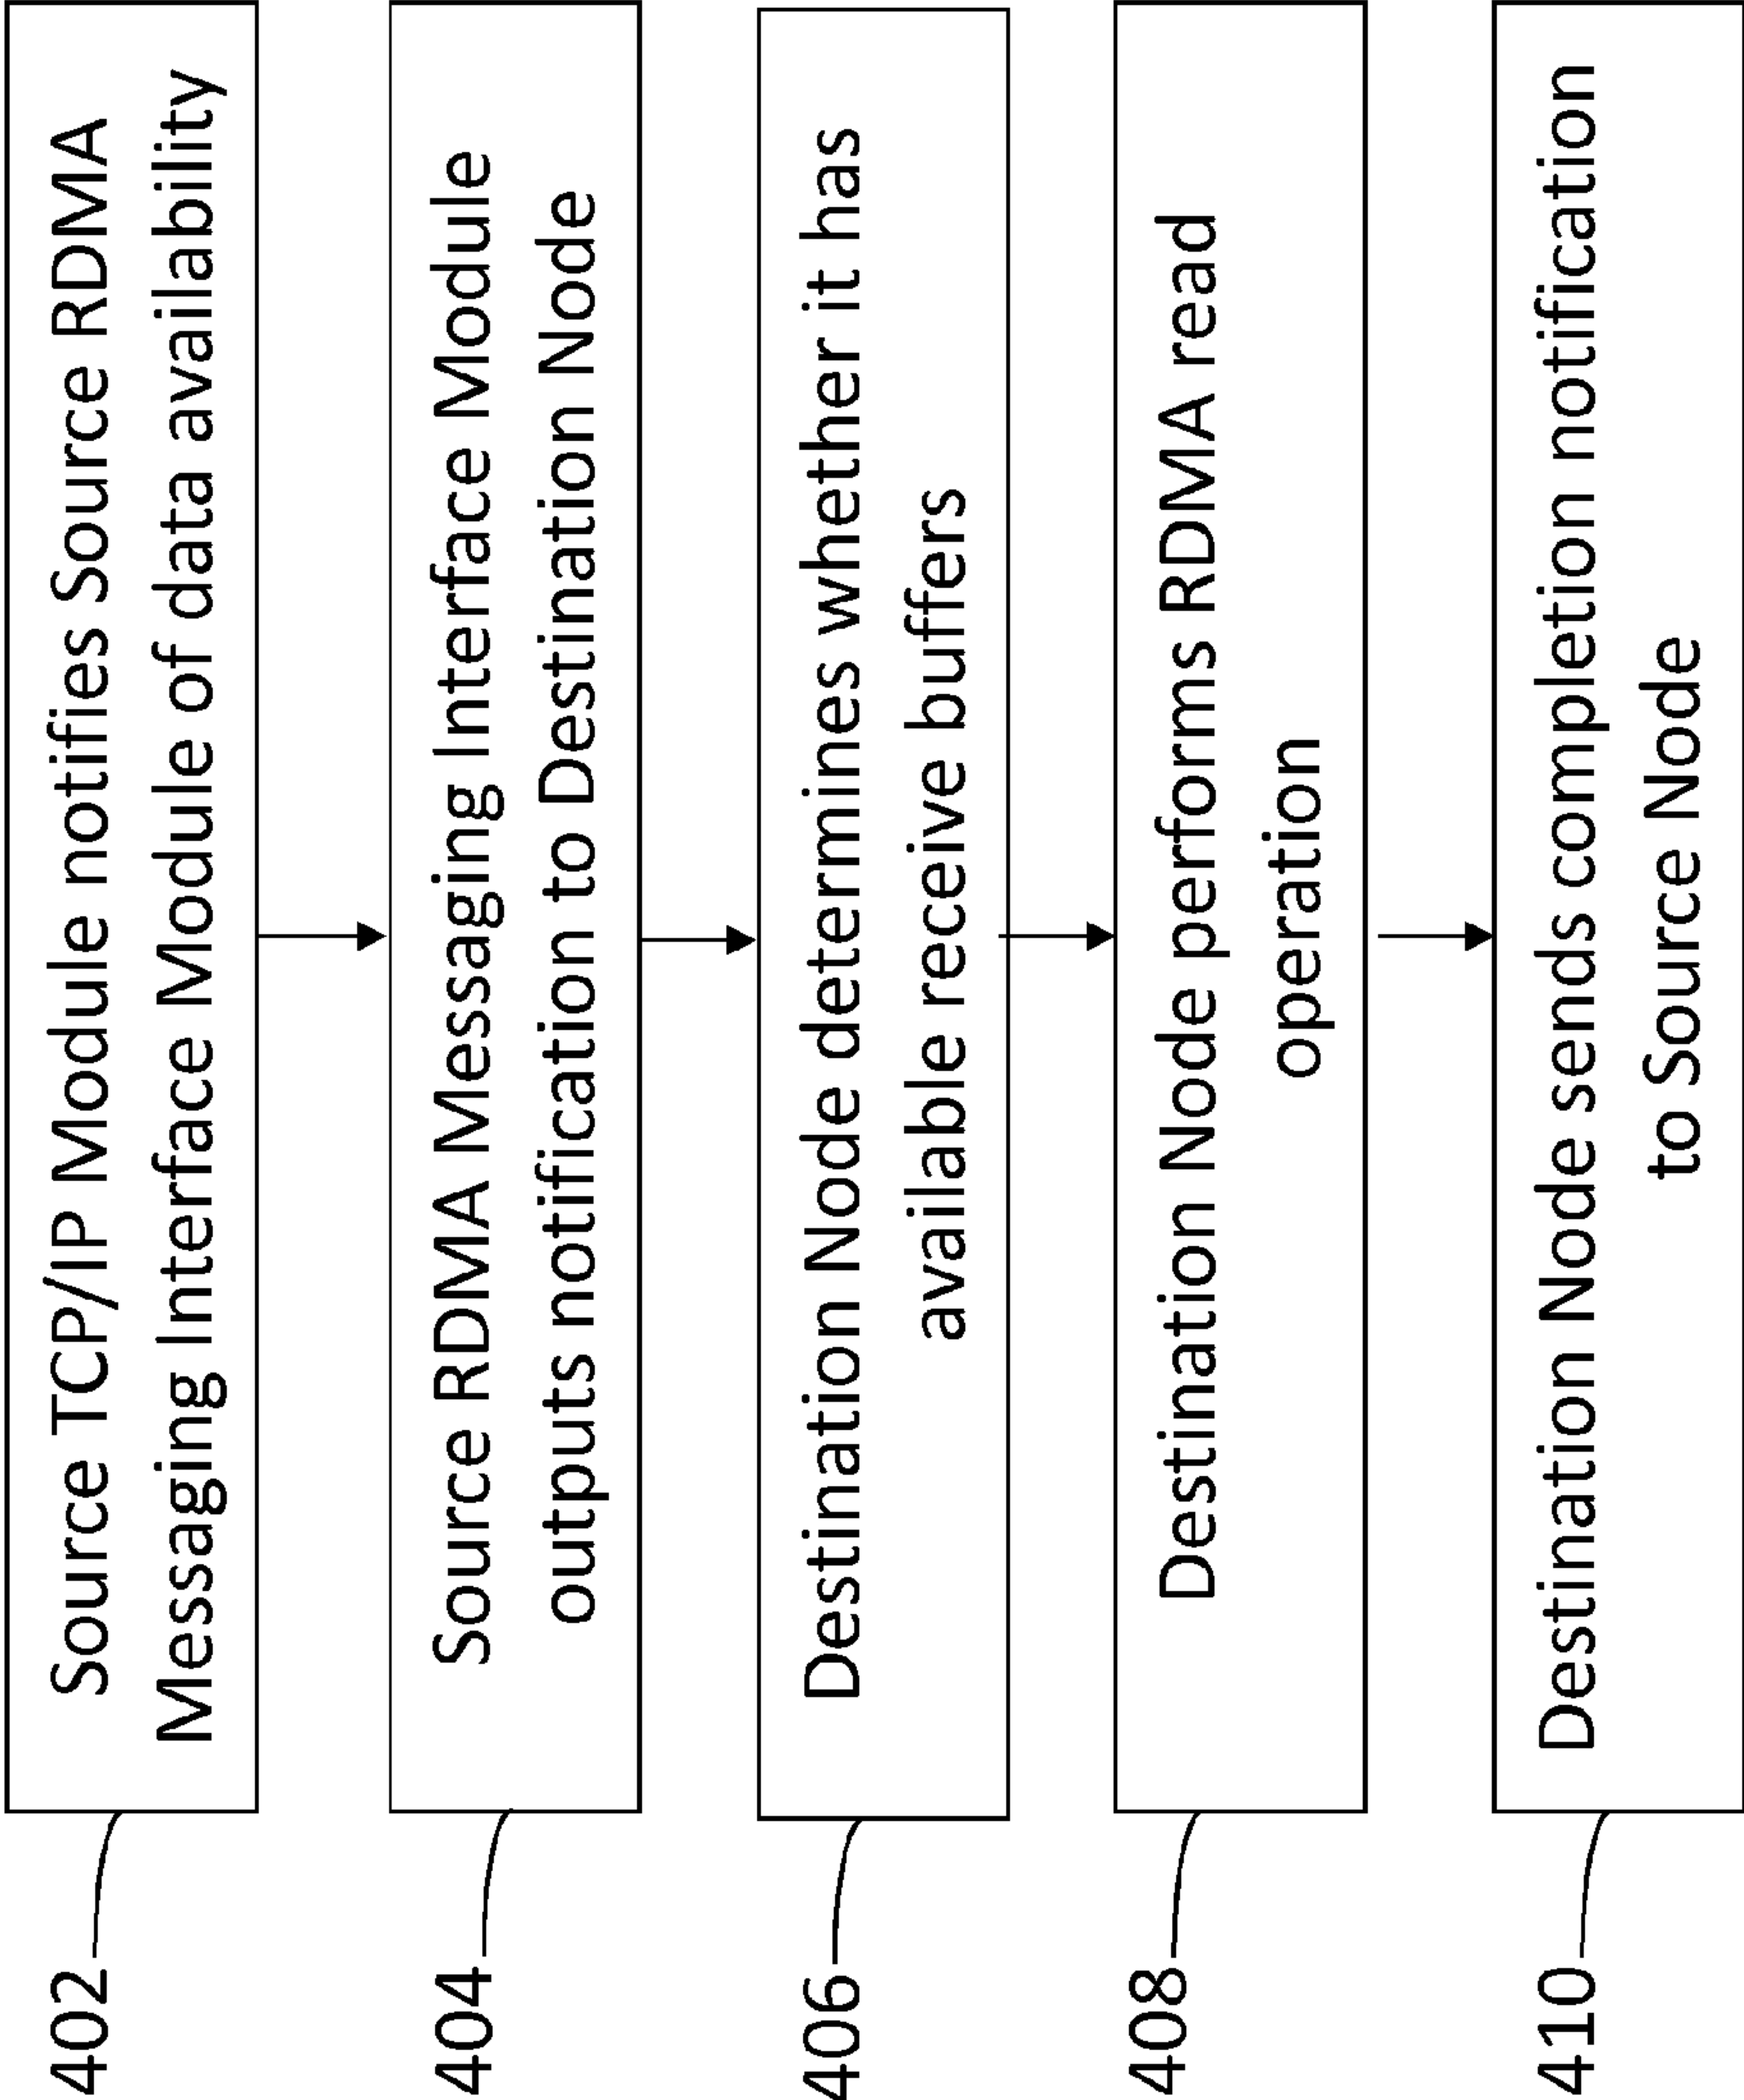 402
Source TCP/IP Module notifies Source RDMA
Messaging Interface Module of data availability
404
Source RDMA Messaging Interface Module
outputs notification to Destination Node
406
Destination Node determines whether it has
available receive buffers
408
Destination Node performs RDMA read
operation
410
Destination Node sends completion notification
to Source Node